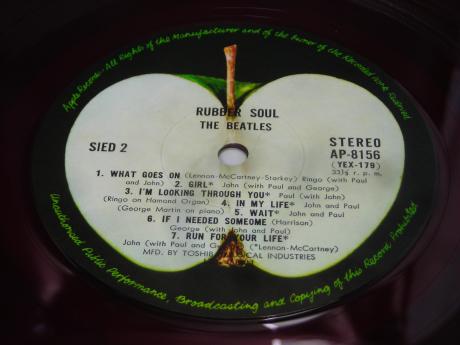 Apple Records - All Rights of the Manufacturer and of the Owner of the Recorded Work Reserved
RUBBER SOUL
THE BEATLES
SIED 2
STEREO
AP-8156
(YEX-179)
33⅓ r. p. m.
1. WHAT GOES ON (Lennon-McCartney-Starkey) Ringo (with Paul
and John) 2. GIRL* John (with Paul and George)
3. I'M LOOKING THROUGH YOU* Paul (with John)
(Ringo on Hamond Organ) 4. IN MY LIFE* John and Paul
(George Martin on piano) 5. WAIT* John and Paul
6. IF I NEEDED SOMEONE (Harrison)
George (with John and Paul)
7. RUN FOR YOUR LIFE*
John (with Paul and George) (*Lennon-McCartney)
MFD. BY TOSHIBA MUSICAL INDUSTRIES
Unauthorised Public Performance, Broadcasting and Copying of this Record Prohibited